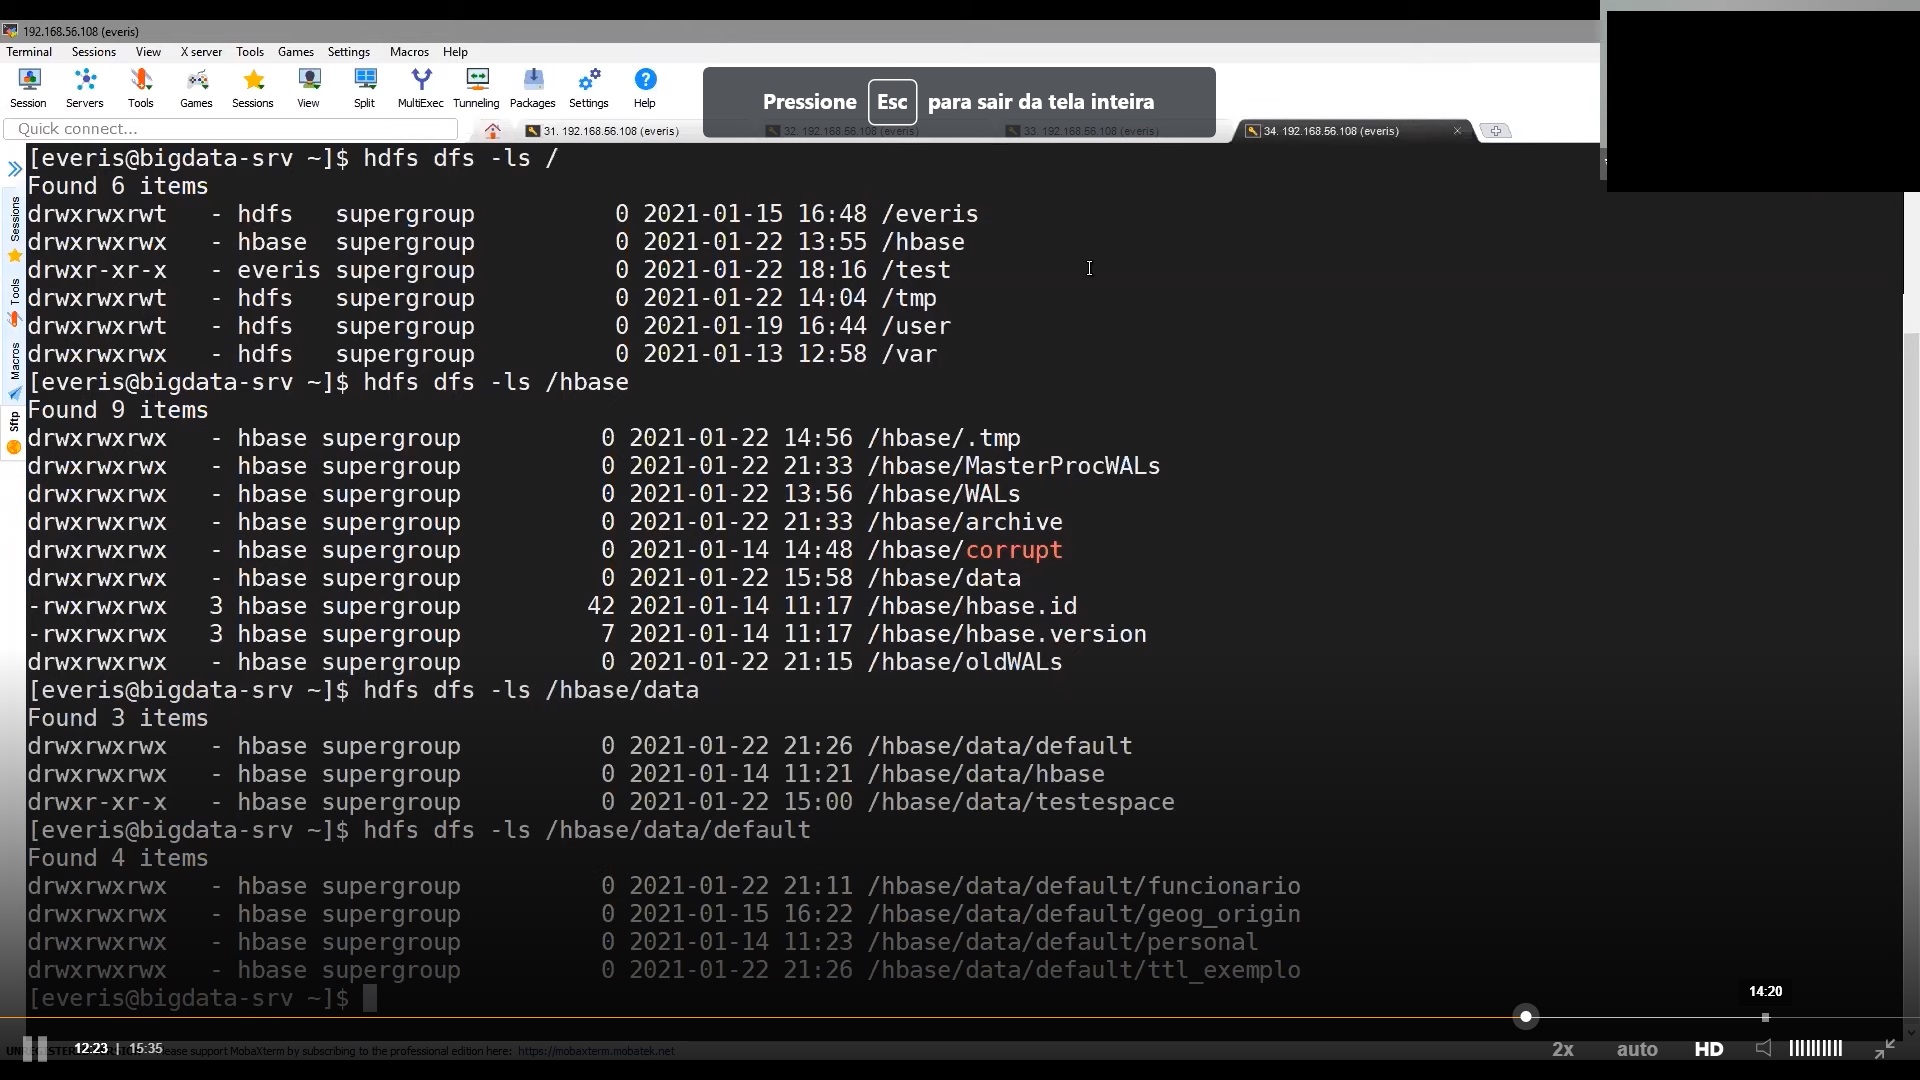 192.168.56.108 (everis)
Terminal Sessions View X server Tools Games Settings Macros Help
Session Servers Tools Games Sessions View Split MultiExec Tunneling Packages Settings Help
Pressione Esc para sair da tela inteira
Quick connect...
31. 192.168.56.108 (everis)
32. 192.168.56.108 (everis)
33. 192.168.56.108 (everis)
34. 192.168.56.108 (everis)
Sessions
Tools
Macros
Sftp
[everis@bigdata-srv ~]$ hdfs dfs -ls /
Found 6 items
drwxrwxrwt - hdfs supergroup 0 2021-01-15 16:48 /everis
drwxrwxrwx - hbase supergroup 0 2021-01-22 13:55 /hbase
drwxr-xr-x - everis supergroup 0 2021-01-22 18:16 /test
drwxrwxrwt - hdfs supergroup 0 2021-01-22 14:04 /tmp
drwxrwxrwt - hdfs supergroup 0 2021-01-19 16:44 /user
drwxrwxrwx - hdfs supergroup 0 2021-01-13 12:58 /var
[everis@bigdata-srv ~]$ hdfs dfs -ls /hbase
Found 9 items
drwxrwxrwx - hbase supergroup 0 2021-01-22 14:56 /hbase/.tmp
drwxrwxrwx - hbase supergroup 0 2021-01-22 21:33 /hbase/MasterProcWALs
drwxrwxrwx - hbase supergroup 0 2021-01-22 13:56 /hbase/WALs
drwxrwxrwx - hbase supergroup 0 2021-01-22 21:33 /hbase/archive
drwxrwxrwx - hbase supergroup 0 2021-01-14 14:48 /hbase/corrupt
drwxrwxrwx - hbase supergroup 0 2021-01-22 15:58 /hbase/data
-rwxrwxrwx 3 hbase supergroup 42 2021-01-14 11:17 /hbase/hbase.id
-rwxrwxrwx 3 hbase supergroup 7 2021-01-14 11:17 /hbase/hbase.version
drwxrwxrwx - hbase supergroup 0 2021-01-22 21:15 /hbase/oldWALs
[everis@bigdata-srv ~]$ hdfs dfs -ls /hbase/data
Found 3 items
drwxrwxrwx - hbase supergroup 0 2021-01-22 21:26 /hbase/data/default
drwxrwxrwx - hbase supergroup 0 2021-01-14 11:21 /hbase/data/hbase
drwxr-xr-x - hbase supergroup 0 2021-01-22 15:00 /hbase/data/testespace
[everis@bigdata-srv ~]$ hdfs dfs -ls /hbase/data/default
Found 4 items
drwxrwxrwx - hbase supergroup 0 2021-01-22 21:11 /hbase/data/default/funcionario
drwxrwxrwx - hbase supergroup 0 2021-01-15 16:22 /hbase/data/default/geog_origin
drwxrwxrwx - hbase supergroup 0 2021-01-14 11:23 /hbase/data/default/personal
drwxrwxrwx - hbase supergroup 0 2021-01-22 21:26 /hbase/data/default/ttl_exemplo
[everis@bigdata-srv ~]$
14:20
12:23 | 15:35
support MobaXterm by subscribing to the professional edition here: https://mobaxterm.mobatek.net
2x auto HD